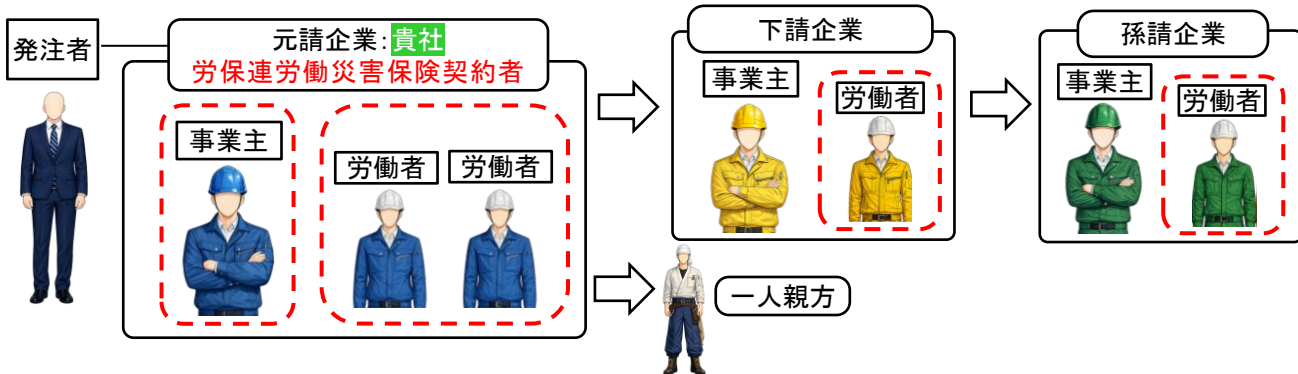 発注者
元請企業：貴社
労保連労働災害保険契約者
事業主
労働者
労働者
下請企業
事業主
労働者
孫請企業
事業主
労働者
一人親方